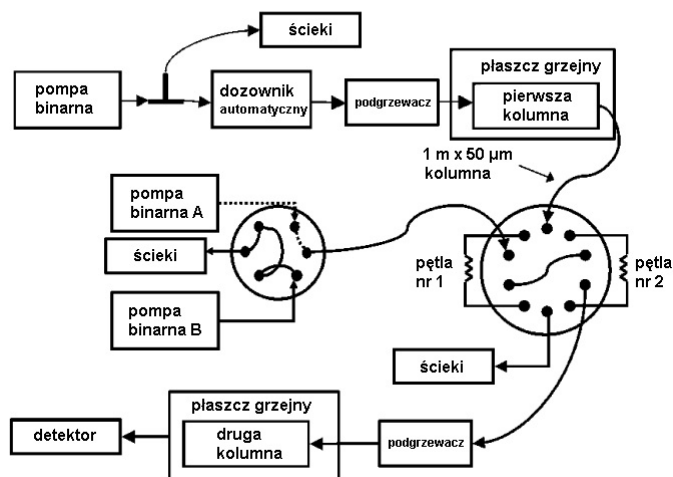 ścieki
pompa
binarna
dozownik
automatyczny
podgrzewacz
płaszcz grzejny
pierwsza
kolumna
1 m x 50 µm
kolumna
pompa
binarna A
ścieki
pompa
binarna B
pętla
nr 1
pętla
nr 2
ścieki
płaszcz grzejny
druga
kolumna
detektor
podgrzewacz